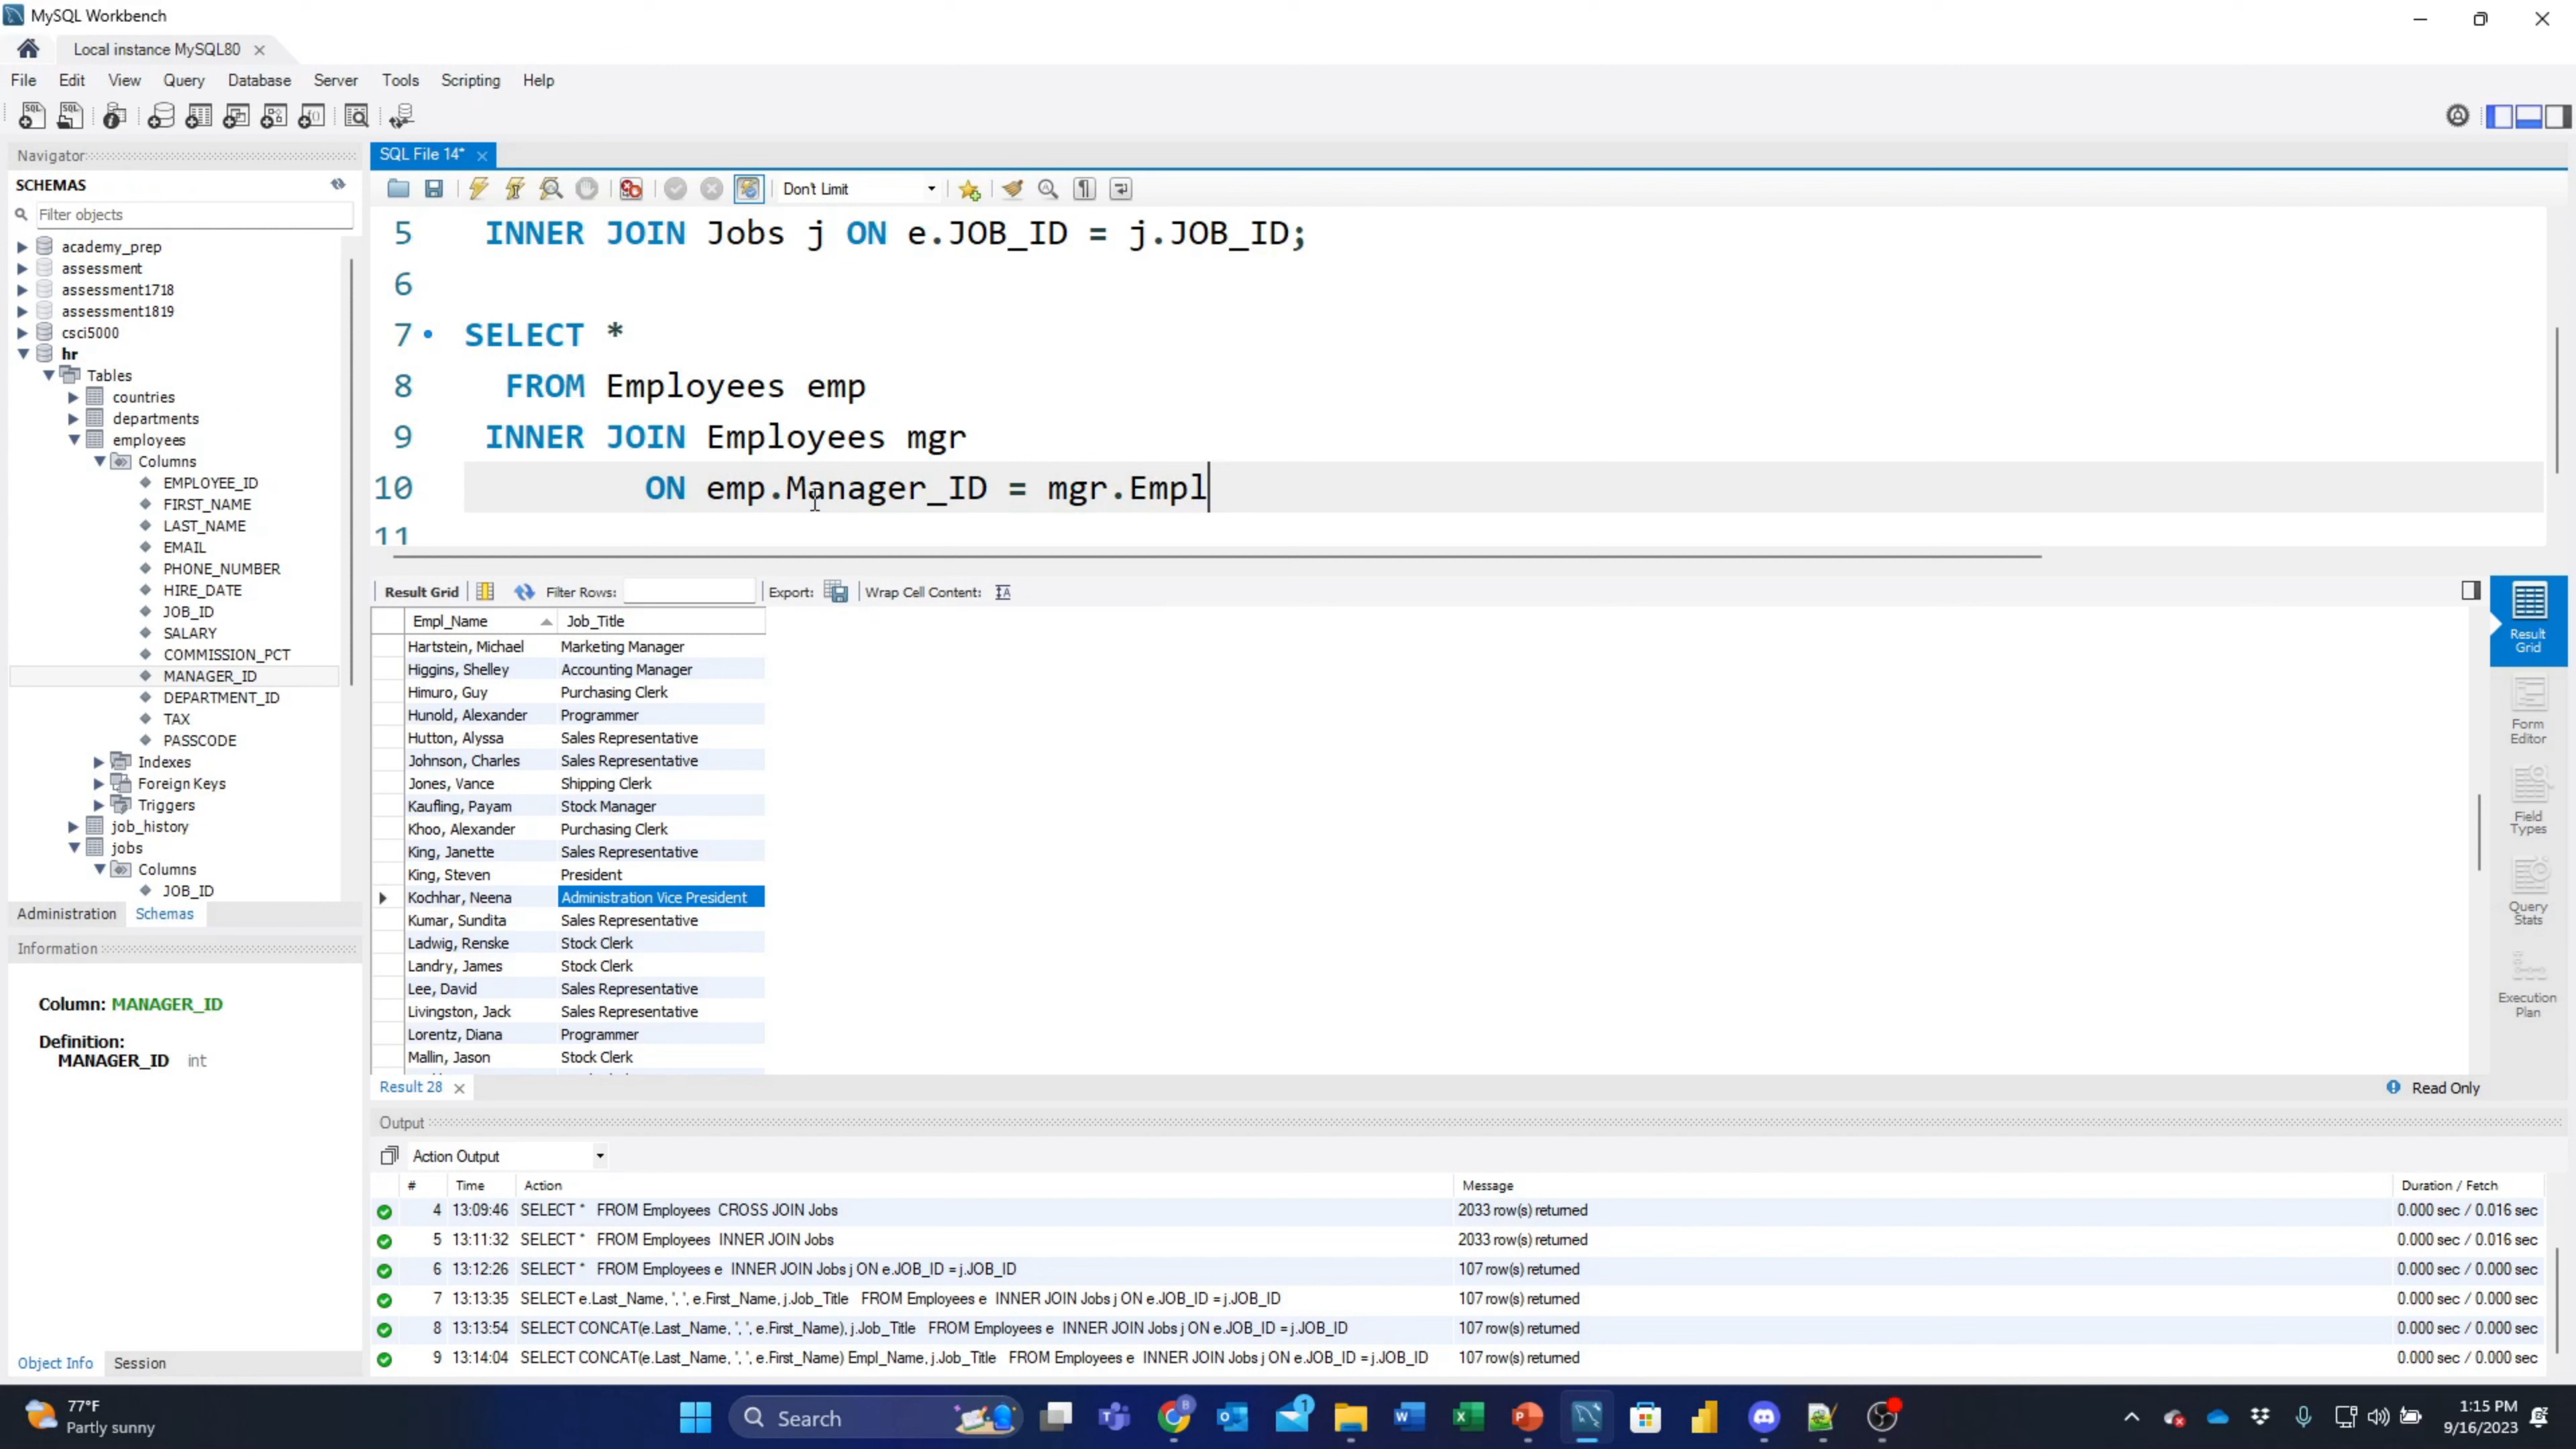 MySQL Workbench
Local instance MySQL80
File Edit View Query Database Server Tools Scripting Help
Navigator
SCHEMAS
Filter objects
academy_prep
assessment
assessment1718
assessment1819
csci5000
hr
Tables
countries
departments
employees
Columns
EMPLOYEE_ID
FIRST_NAME
LAST_NAME
EMAIL
PHONE_NUMBER
HIRE_DATE
JOB_ID
SALARY
COMMISSION_PCT
MANAGER_ID
DEPARTMENT_ID
TAX
PASSCODE
Indexes
Foreign Keys
Triggers
job_history
jobs
Columns
JOB_ID
Administration Schemas
Information
Column: MANAGER_ID
Definition:
MANAGER_ID int
Object Info Session
SQL File 14*
Don't Limit
5 INNER JOIN Jobs j ON e.JOB_ID = j.JOB_ID;
6
7 SELECT *
8 FROM Employees emp
9 INNER JOIN Employees mgr
10 ON emp.Manager_ID = mgr.Empl
11
Result Grid Filter Rows: Export: Wrap Cell Content:
Empl_Name Job_Title
Hartstein, Michael Marketing Manager
Higgins, Shelley Accounting Manager
Himuro, Guy Purchasing Clerk
Hunold, Alexander Programmer
Hutton, Alyssa Sales Representative
Johnson, Charles Sales Representative
Jones, Vance Shipping Clerk
Kaufling, Payam Stock Manager
Khoo, Alexander Purchasing Clerk
King, Janette Sales Representative
King, Steven President
Kochhar, Neena Administration Vice President
Kumar, Sundita Sales Representative
Ladwig, Renske Stock Clerk
Landry, James Stock Clerk
Lee, David Sales Representative
Livingston, Jack Sales Representative
Lorentz, Diana Programmer
Mallin, Jason Stock Clerk
Result Grid
Form Editor
Field Types
Query Stats
Execution Plan
Result 28
Read Only
Output
Action Output
# Time Action Message Duration / Fetch
4 13:09:46 SELECT * FROM Employees CROSS JOIN Jobs 2033 row(s) returned 0.000 sec / 0.016 sec
5 13:11:32 SELECT * FROM Employees INNER JOIN Jobs 2033 row(s) returned 0.000 sec / 0.016 sec
6 13:12:26 SELECT * FROM Employees e INNER JOIN Jobs j ON e.JOB_ID = j.JOB_ID 107 row(s) returned 0.000 sec / 0.000 sec
7 13:13:35 SELECT e.Last_Name, ', ', e.First_Name, j.Job_Title FROM Employees e INNER JOIN Jobs j ON e.JOB_ID = j.JOB_ID 107 row(s) returned 0.000 sec / 0.000 sec
8 13:13:54 SELECT CONCAT(e.Last_Name, ', ', e.First_Name), j.Job_Title FROM Employees e INNER JOIN Jobs j ON e.JOB_ID = j.JOB_ID 107 row(s) returned 0.000 sec / 0.000 sec
9 13:14:04 SELECT CONCAT(e.Last_Name, ', ', e.First_Name) Empl_Name, j.Job_Title FROM Employees e INNER JOIN Jobs j ON e.JOB_ID = j.JOB_ID 107 row(s) returned 0.000 sec / 0.000 sec
77°F
Partly sunny
Search
1:15 PM
9/16/2023